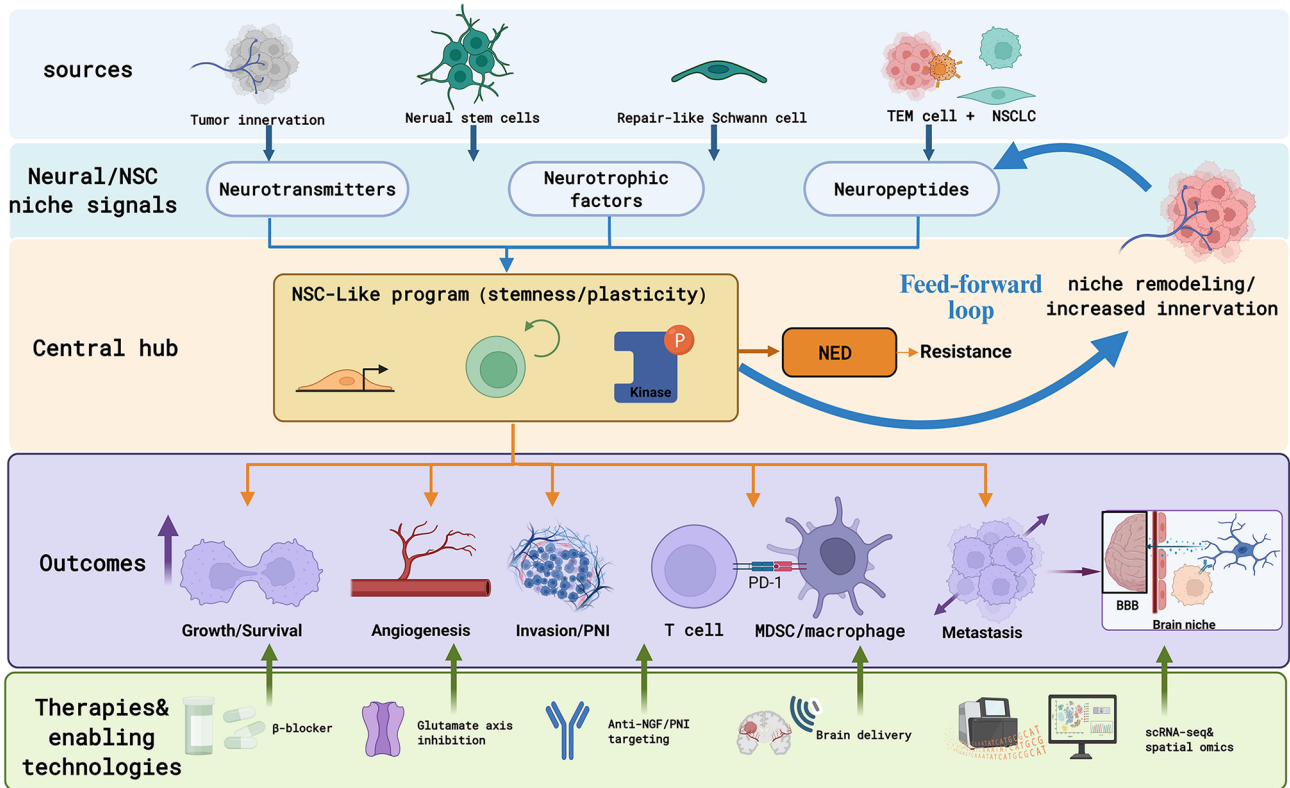 sources
Tumor innervation
Nerual stem cells
Repair-like Schwann cell
TEM cell + NSCLC
Neural/NSC
niche signals
Neurotransmitters
Neurotrophic
factors
Neuropeptides
Central hub
NSC-Like program (stemness/plasticity)
P
Kinase
NED
Resistance
Feed-forward
loop
niche remodeling/
increased innervation
Outcomes
Growth/Survival
Angiogenesis
Invasion/PNI
PD-1
T cell
MDSC/macrophage
Metastasis
BBB
Brain niche
Therapies&
enabling
technologies
β-blocker
Glutamate axis
inhibition
Anti-NGF/PNI
targeting
Brain delivery
scRNA-seq&
spatial omics